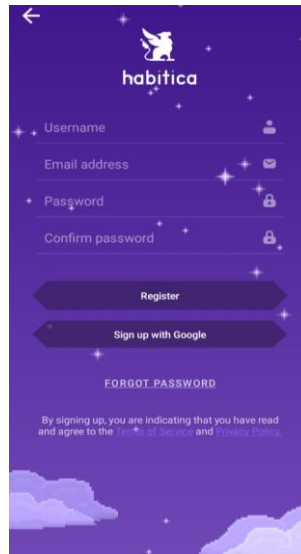 habitica
Username
Email address
Password
Confirm password
Register
Sign up with Google
FORGOT PASSWORD
By signing up, you are indicating that you have read
and agree to the Terms of Service and Privacy Policy.